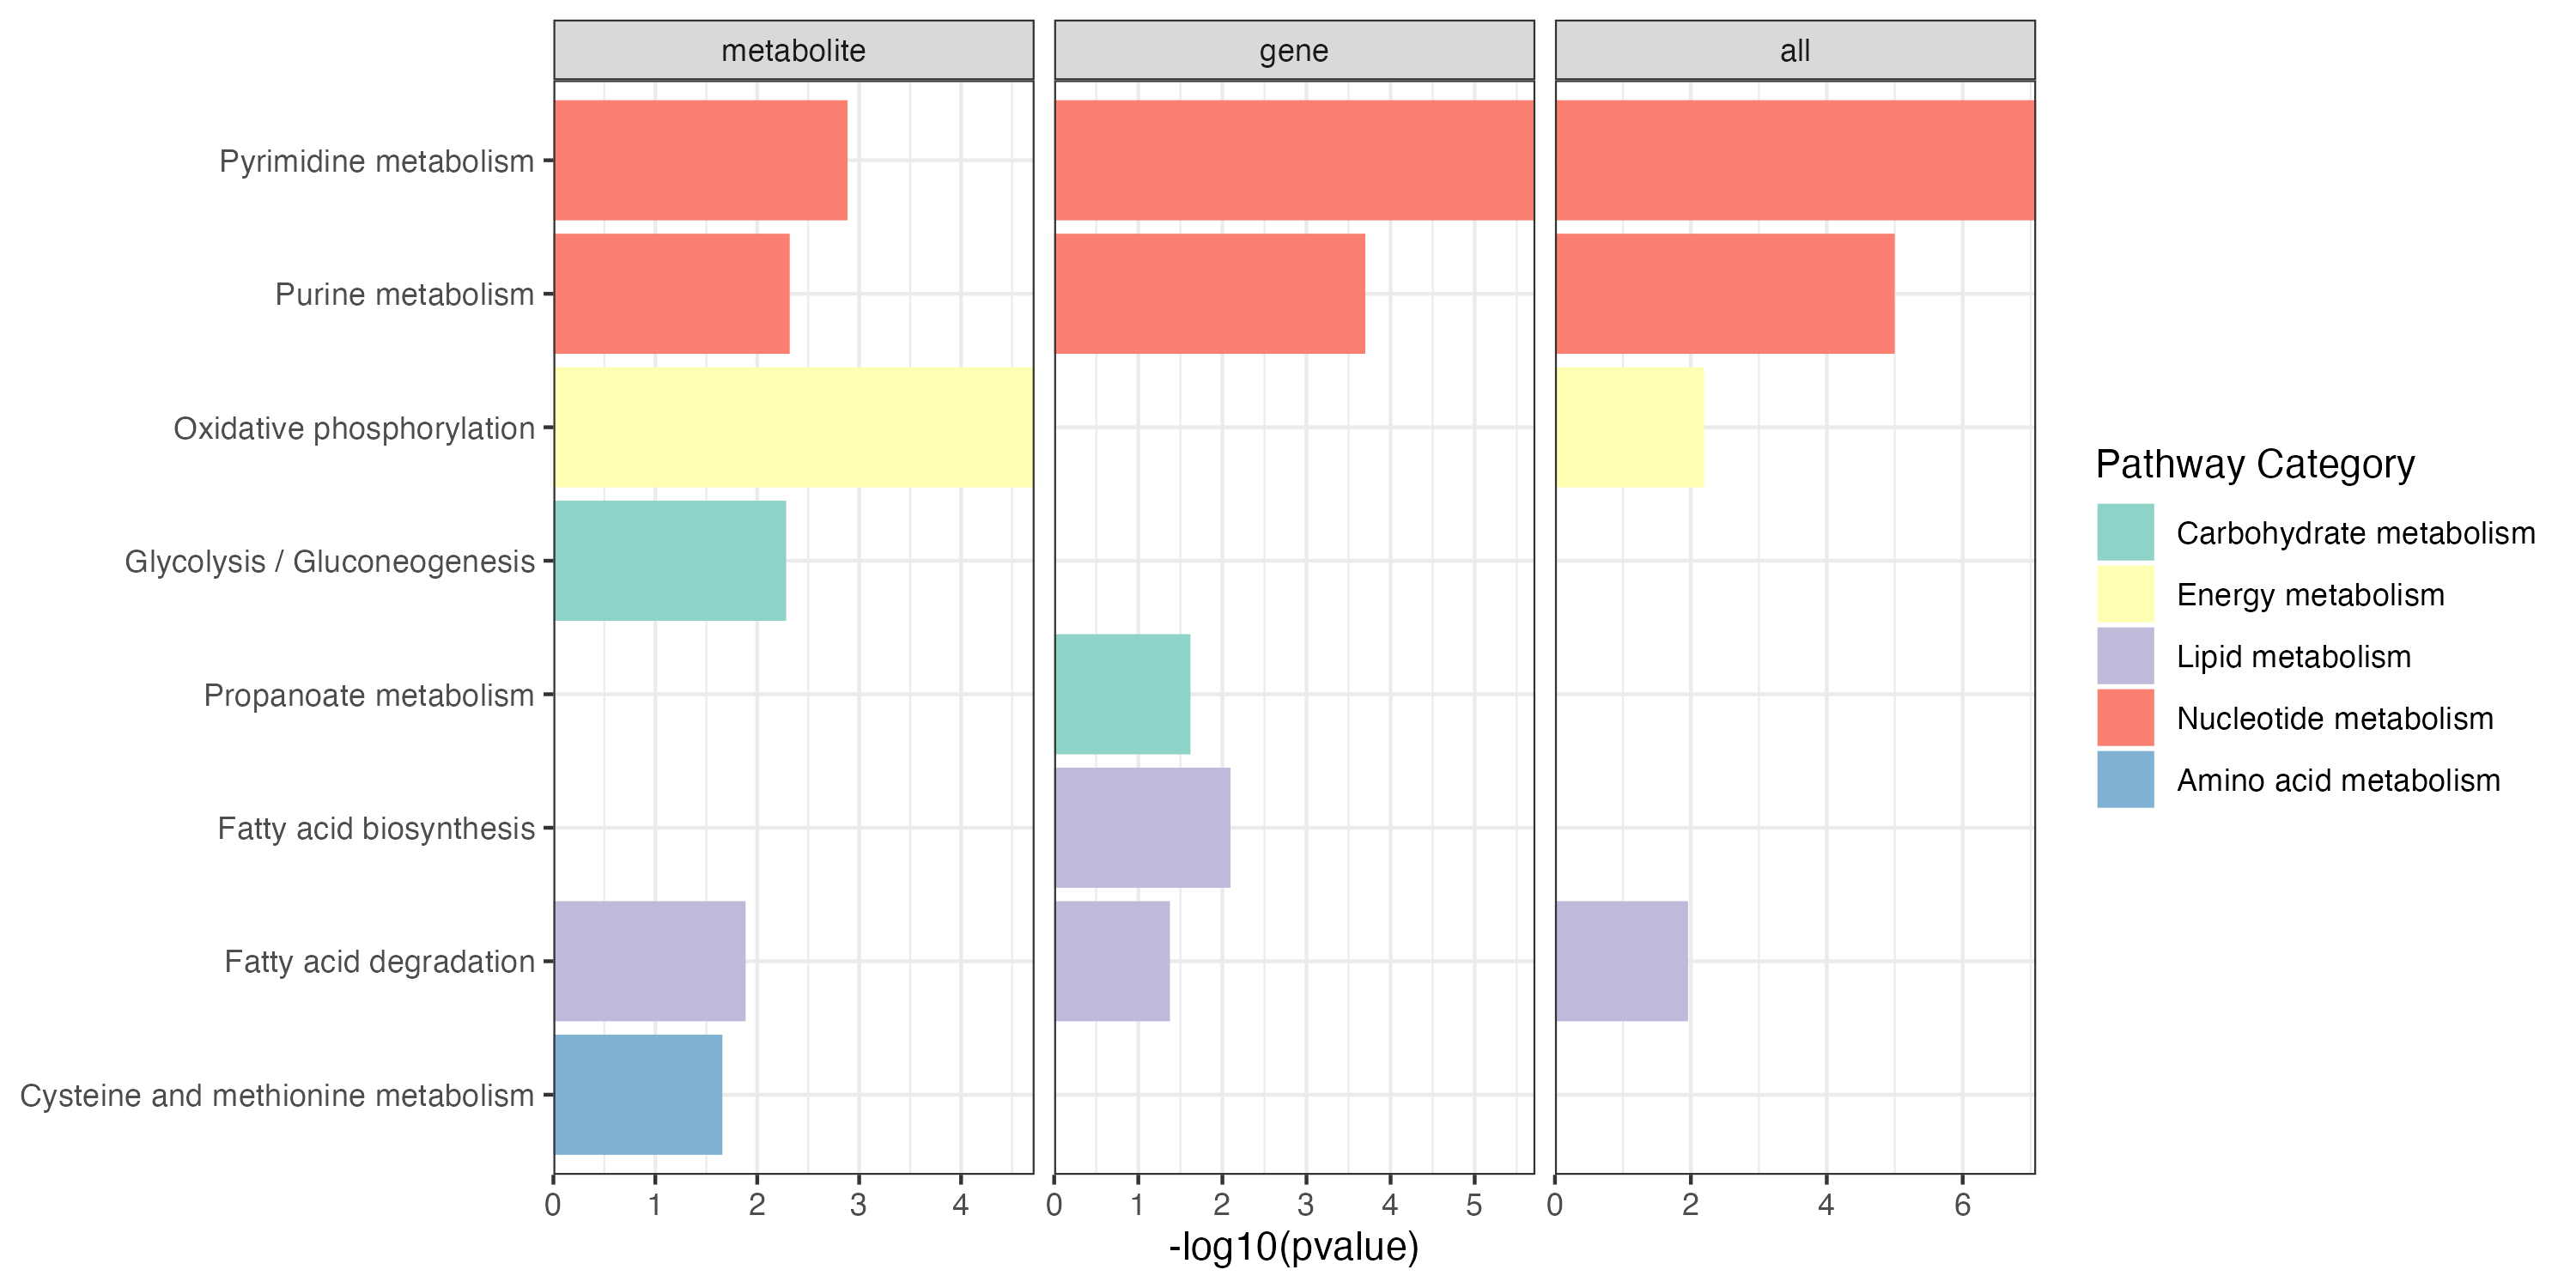 metabolite
gene
all
Pyrimidine metabolism
Purine metabolism
Oxidative phosphorylation
Glycolysis / Gluconeogenesis
Propanoate metabolism
Fatty acid biosynthesis
Fatty acid degradation
Cysteine and methionine metabolism
0 1 2 3 4
0 1 2 3 4 5
0 2 4 6
-log10(pvalue)
Pathway Category
Carbohydrate metabolism
Energy metabolism
Lipid metabolism
Nucleotide metabolism
Amino acid metabolism